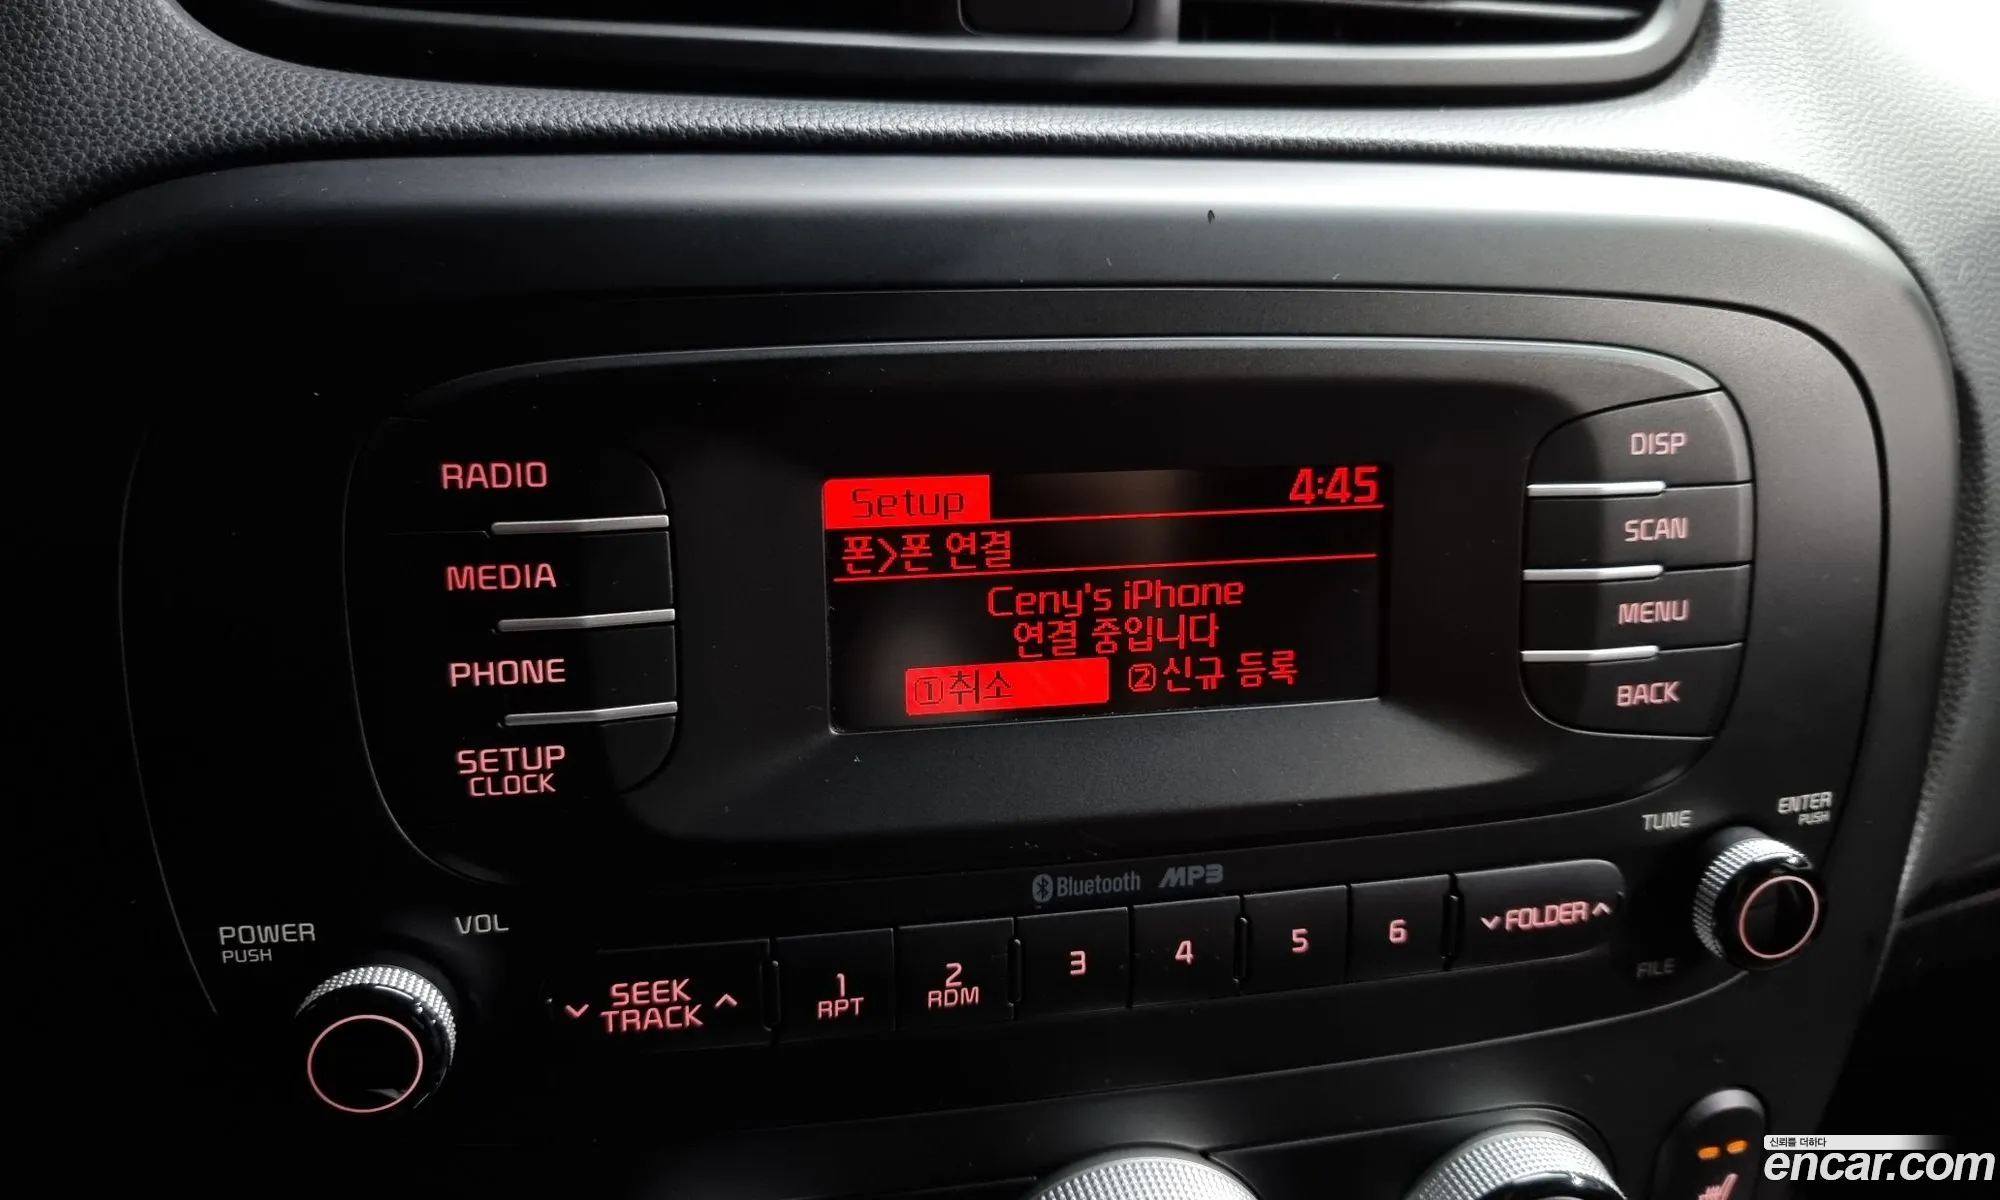 RADIO
MEDIA
PHONE
SETUP
CLOCK
Setup
4:45
폰>폰 연결
Ceny's iPhone
연결 중입니다
①취소
②신규 등록
DISP
SCAN
MENU
BACK
TUNE
ENTER
PUSH
Bluetooth
MP3
POWER
PUSH
VOL
SEEK
TRACK
1
RPT
2
RDM
3
4
5
6
FOLDER
FILE
신뢰를 더하다
encar.com